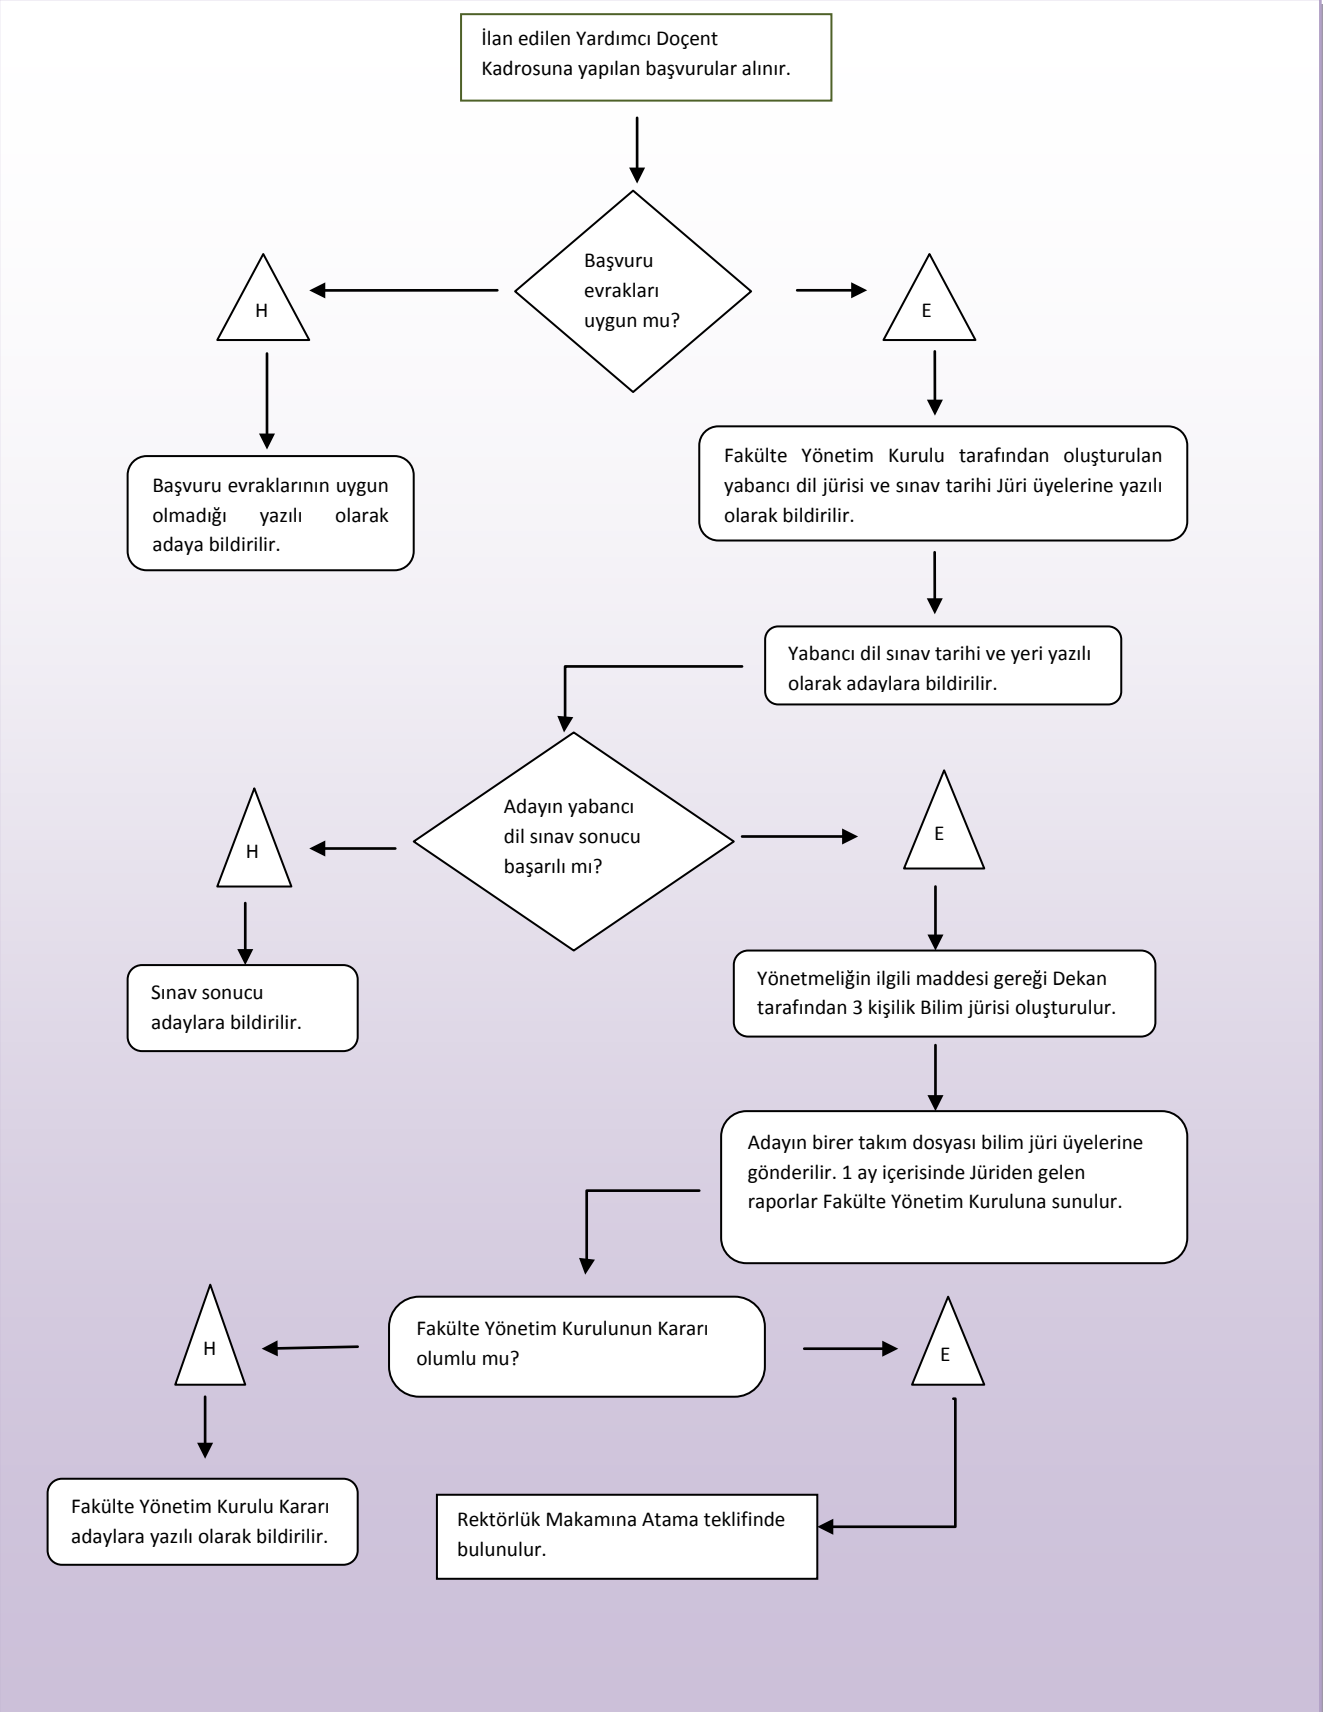 İlan edilen Yardımcı Doçent
Kadrosuna yapılan başvurular alınır.
Başvuru
evrakları
uygun mu?
H
E
Başvuru evraklarının uygun
olmadığı yazılı olarak
adaya bildirilir.
Fakülte Yönetim Kurulu tarafından oluşturulan
yabancı dil jürisi ve sınav tarihi Jüri üyelerine yazılı
olarak bildirilir.
Yabancı dil sınav tarihi ve yeri yazılı
olarak adaylara bildirilir.
Adayın yabancı
dil sınav sonucu
başarılı mı?
H
E
Sınav sonucu
adaylara bildirilir.
Yönetmeliğin ilgili maddesi gereği Dekan
tarafından 3 kişilik Bilim jürisi oluşturulur.
Adayın birer takım dosyası bilim jüri üyelerine
gönderilir. 1 ay içerisinde Jüriden gelen
raporlar Fakülte Yönetim Kuruluna sunulur.
Fakülte Yönetim Kurulunun Kararı
olumlu mu?
H
E
Fakülte Yönetim Kurulu Kararı
adaylara yazılı olarak bildirilir.
Rektörlük Makamına Atama teklifinde
bulunulur.